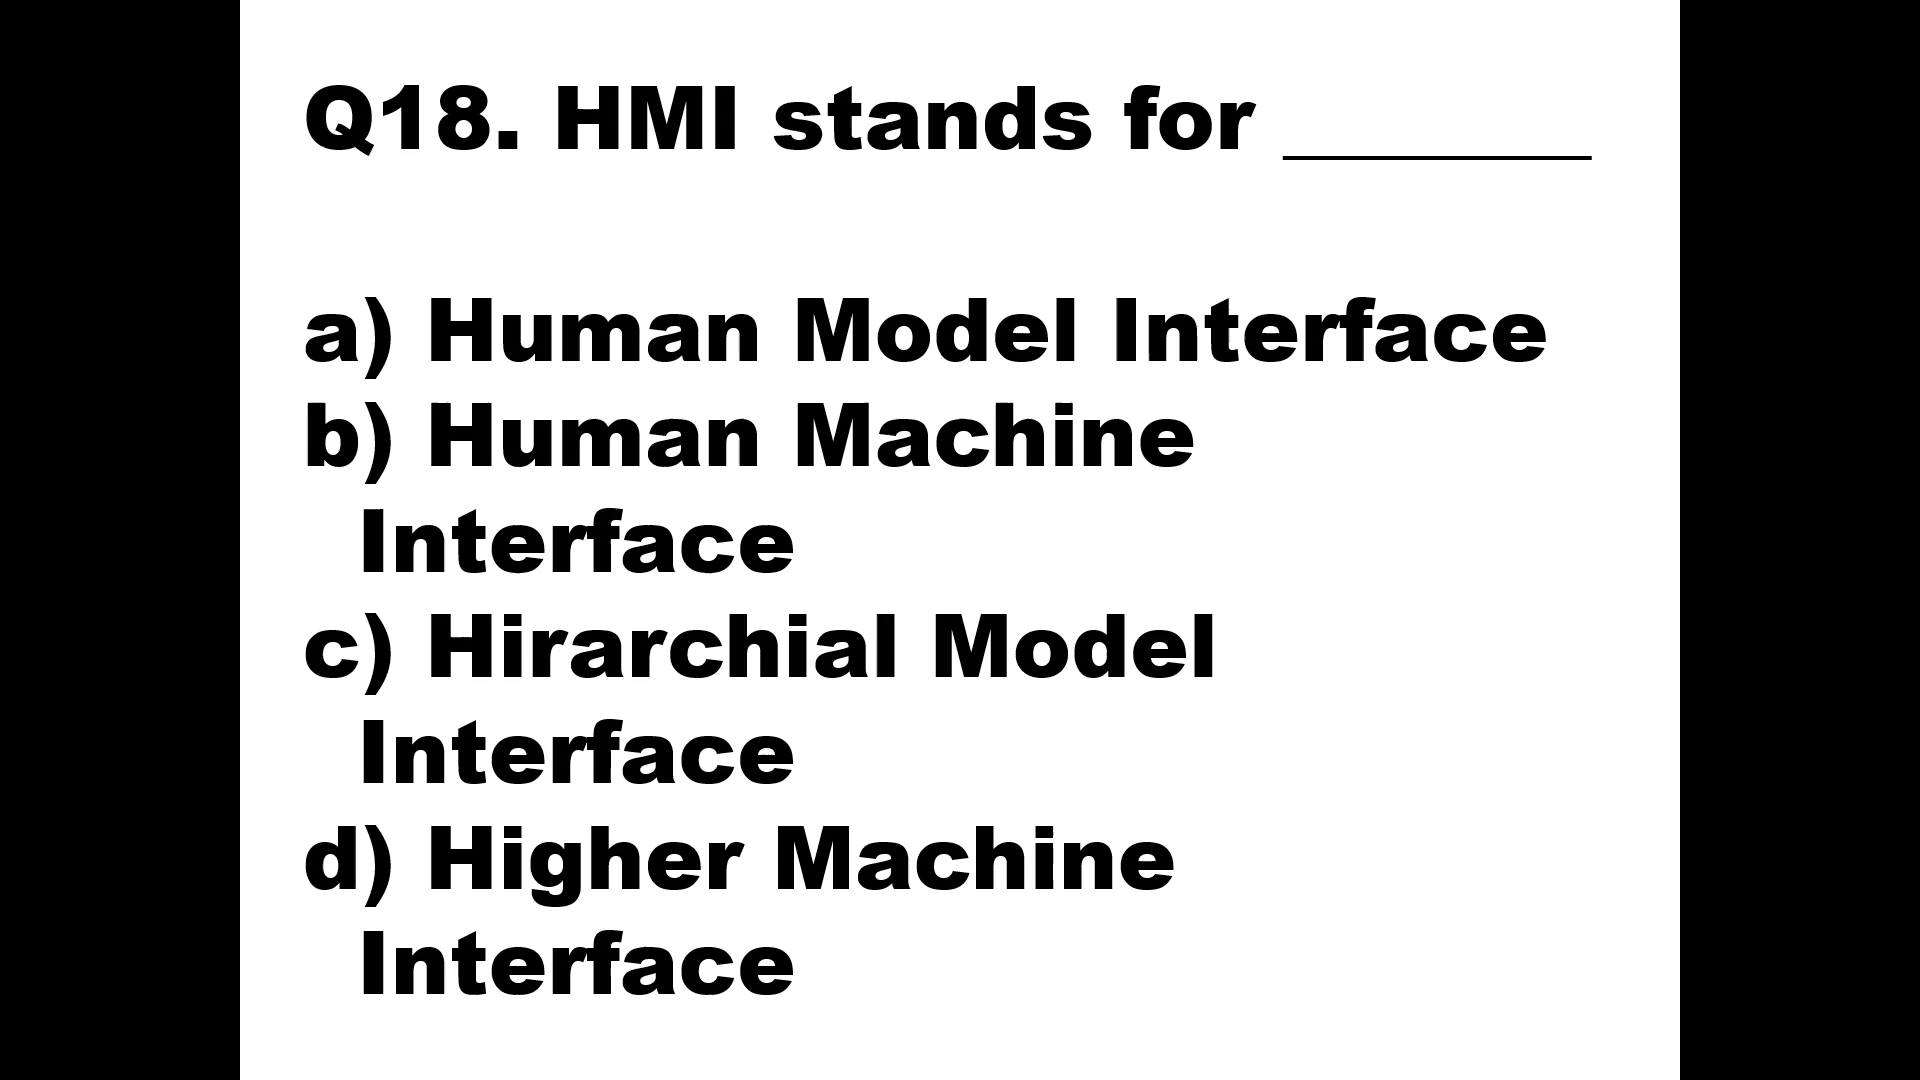 Q18. HMI stands for ________
a) Human Model Interface
b) Human Machine
Interface
c) Hirarchial Model
Interface
d) Higher Machine
Interface